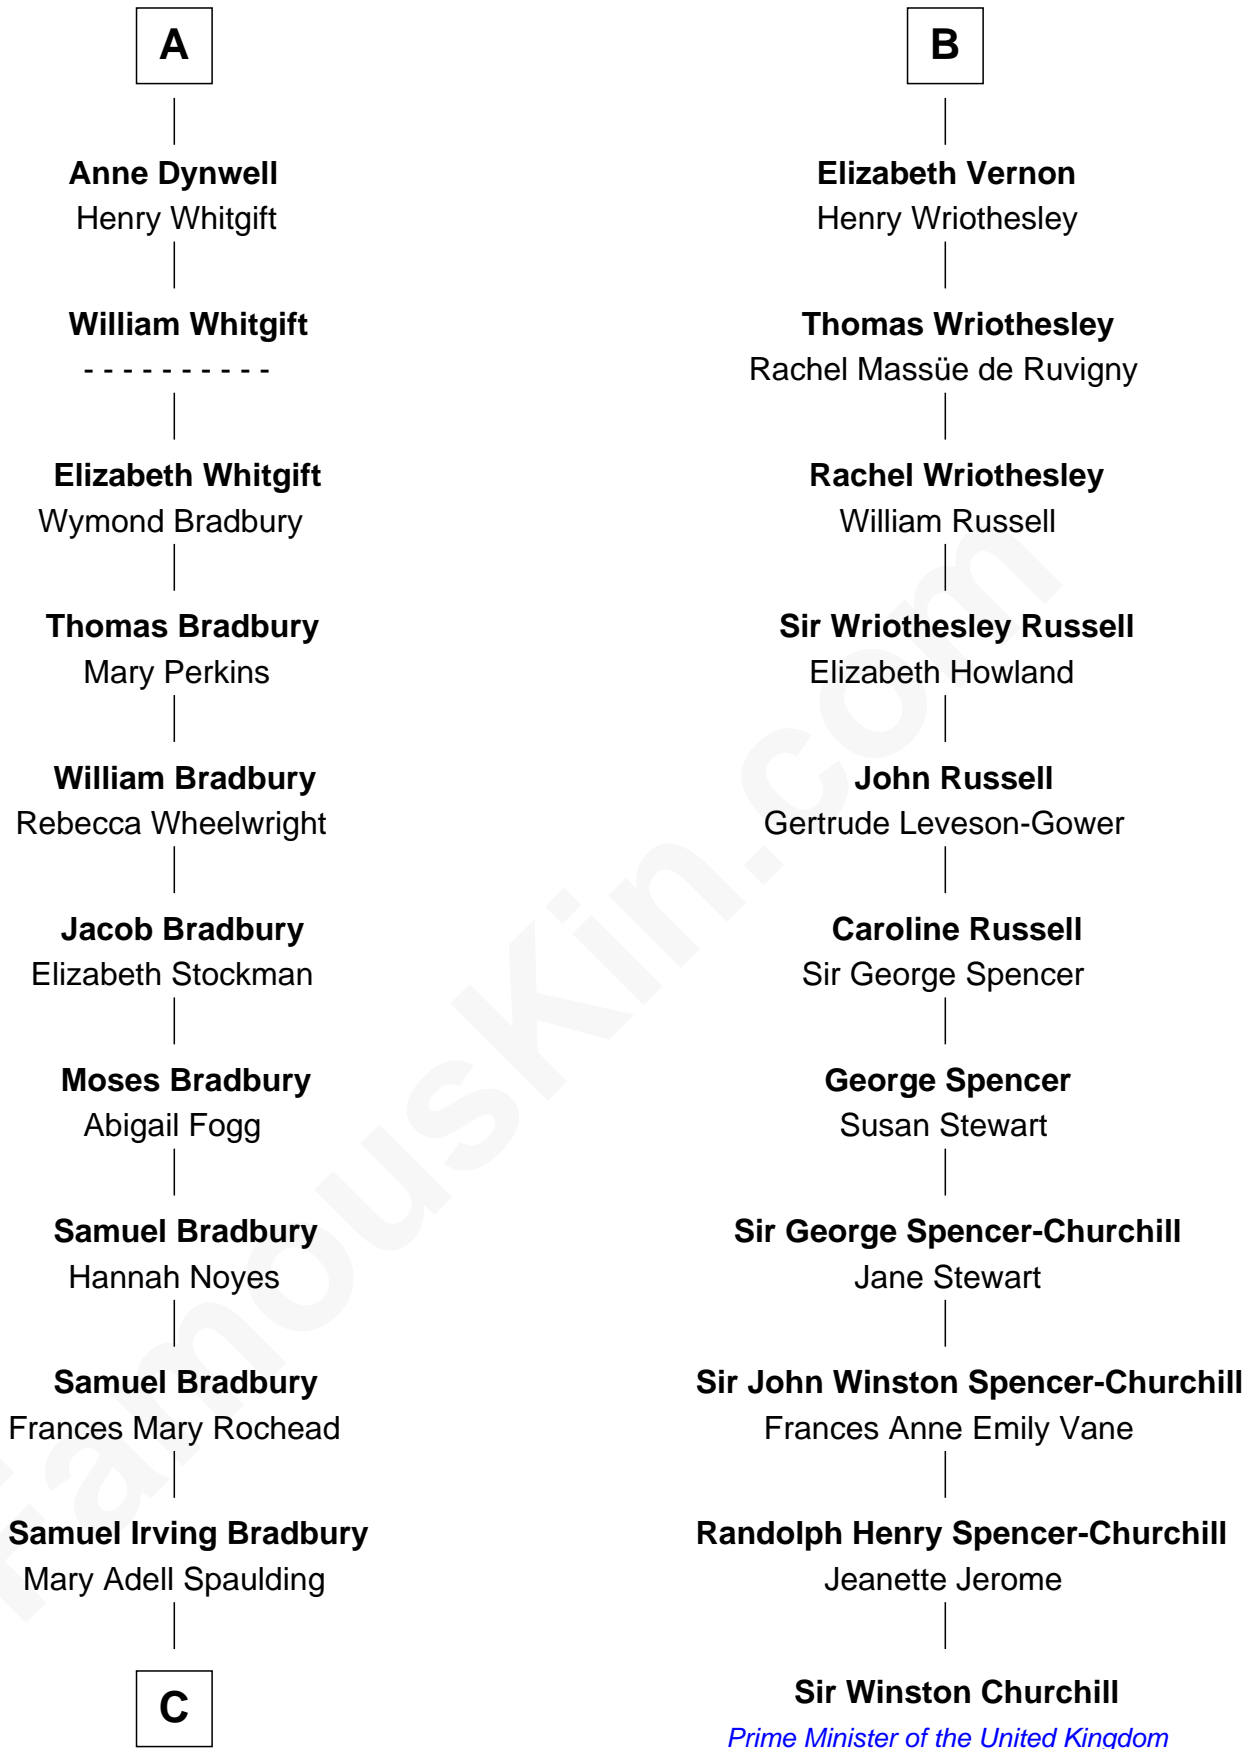 A
Anne Dynwell
Henry Whitgift
William Whitgift
- - - - - - - - - -
Elizabeth Whitgift
Wymond Bradbury
Thomas Bradbury
Mary Perkins
William Bradbury
Rebecca Wheelwright
Jacob Bradbury
Elizabeth Stockman
Moses Bradbury
Abigail Fogg
Samuel Bradbury
Hannah Noyes
Samuel Bradbury
Frances Mary Rochead
Samuel Irving Bradbury
Mary Adell Spaulding
C
B
Elizabeth Vernon
Henry Wriothesley
Thomas Wriothesley
Rachel Massüe de Ruvigny
Rachel Wriothesley
William Russell
Sir Wriothesley Russell
Elizabeth Howland
John Russell
Gertrude Leveson-Gower
Caroline Russell
Sir George Spencer
George Spencer
Susan Stewart
Sir George Spencer-Churchill
Jane Stewart
Sir John Winston Spencer-Churchill
Frances Anne Emily Vane
Randolph Henry Spencer-Churchill
Jeanette Jerome
Sir Winston Churchill
Prime Minister of the United Kingdom
FamousKin.com